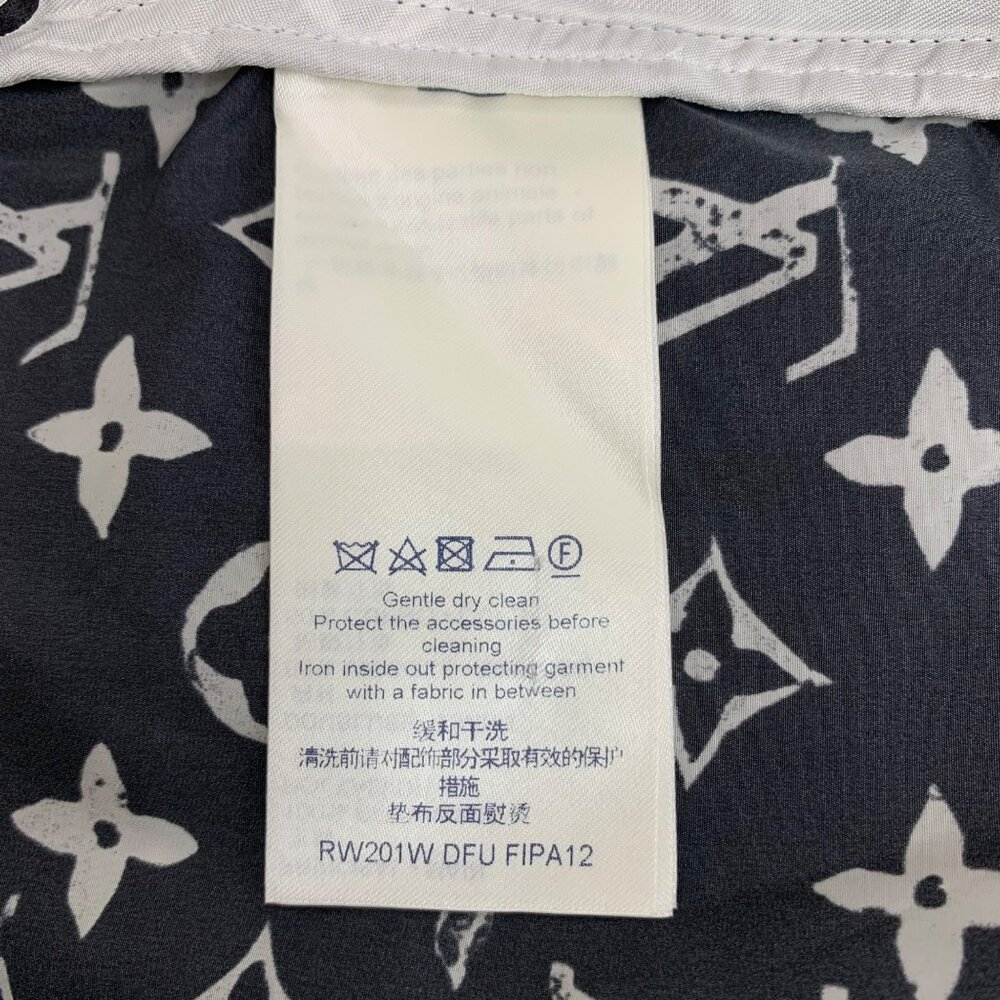 Gentle dry clean
Protect the accessories before
cleaning
Iron inside out protecting garment
with a fabric in between
缓和干洗
清洗前请对配饰部分采取有效的保护
措施
垫布反面熨烫
RW201W DFU FIPA12